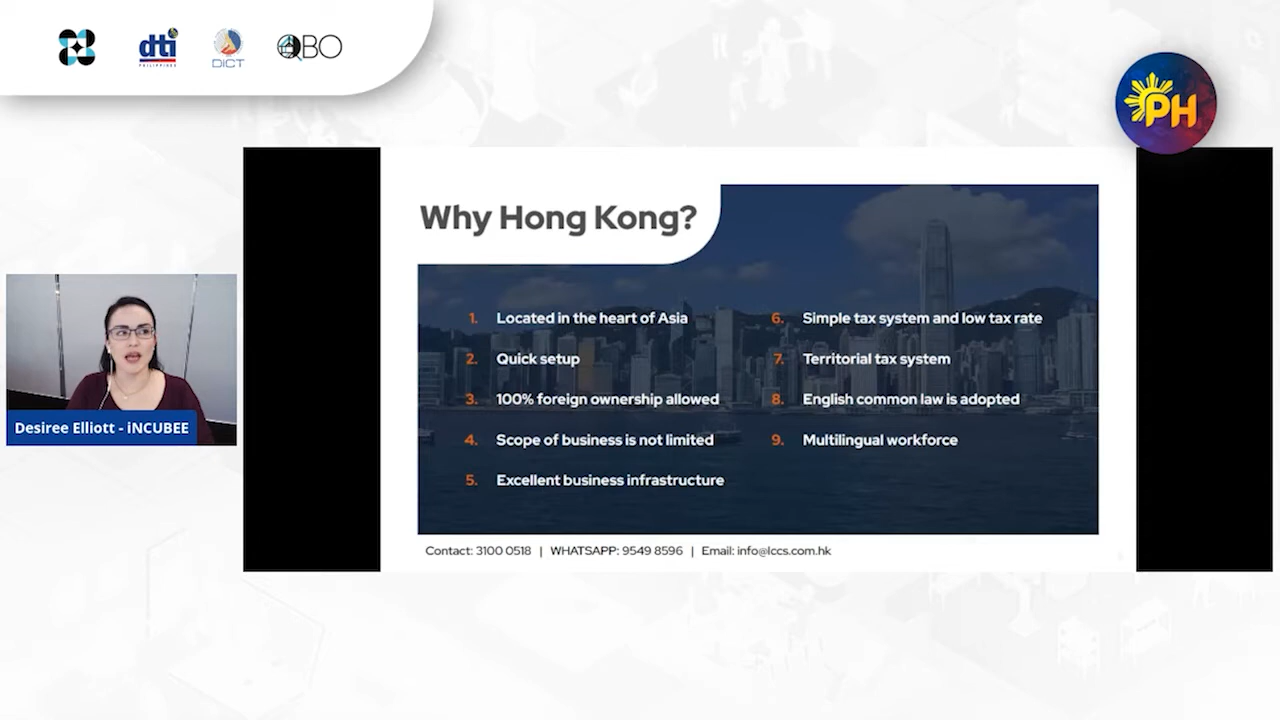 dti
PHILIPPINES
DICT
QBO
PH
Why Hong Kong?
1. Located in the heart of Asia
2. Quick setup
3. 100% foreign ownership allowed
4. Scope of business is not limited
5. Excellent business infrastructure
6. Simple tax system and low tax rate
7. Territorial tax system
8. English common law is adopted
9. Multilingual workforce
Contact: 3100 0518 | WHATSAPP: 9549 8596 | Email: info@lccs.com.hk
Desiree Elliott - iNCUBEE